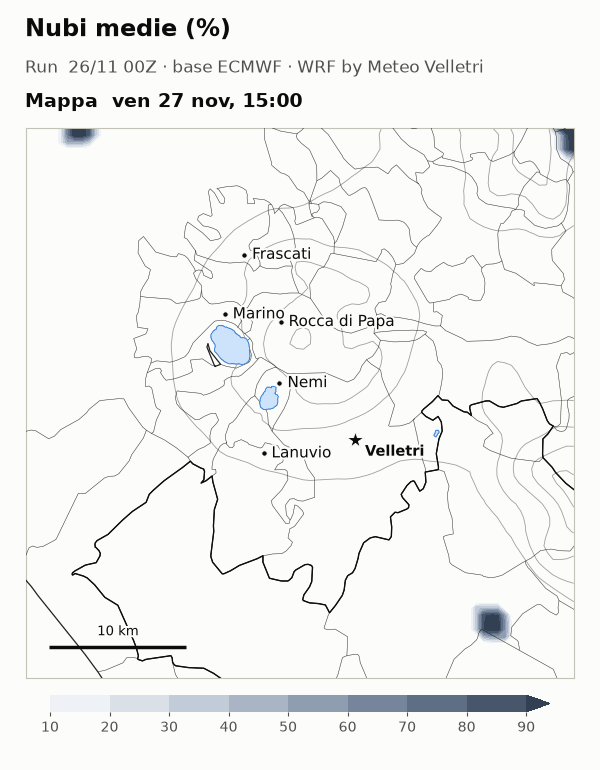 Nubi medie (%)
Run  26/11 00Z · base ECMWF · WRF by Meteo Velletri
Mappa  ven 27 nov, 15:00
Frascati
Marino
Rocca di Papa
Nemi
Velletri
Lanuvio
10 km
10 20 30 40 50 60 70 80 90